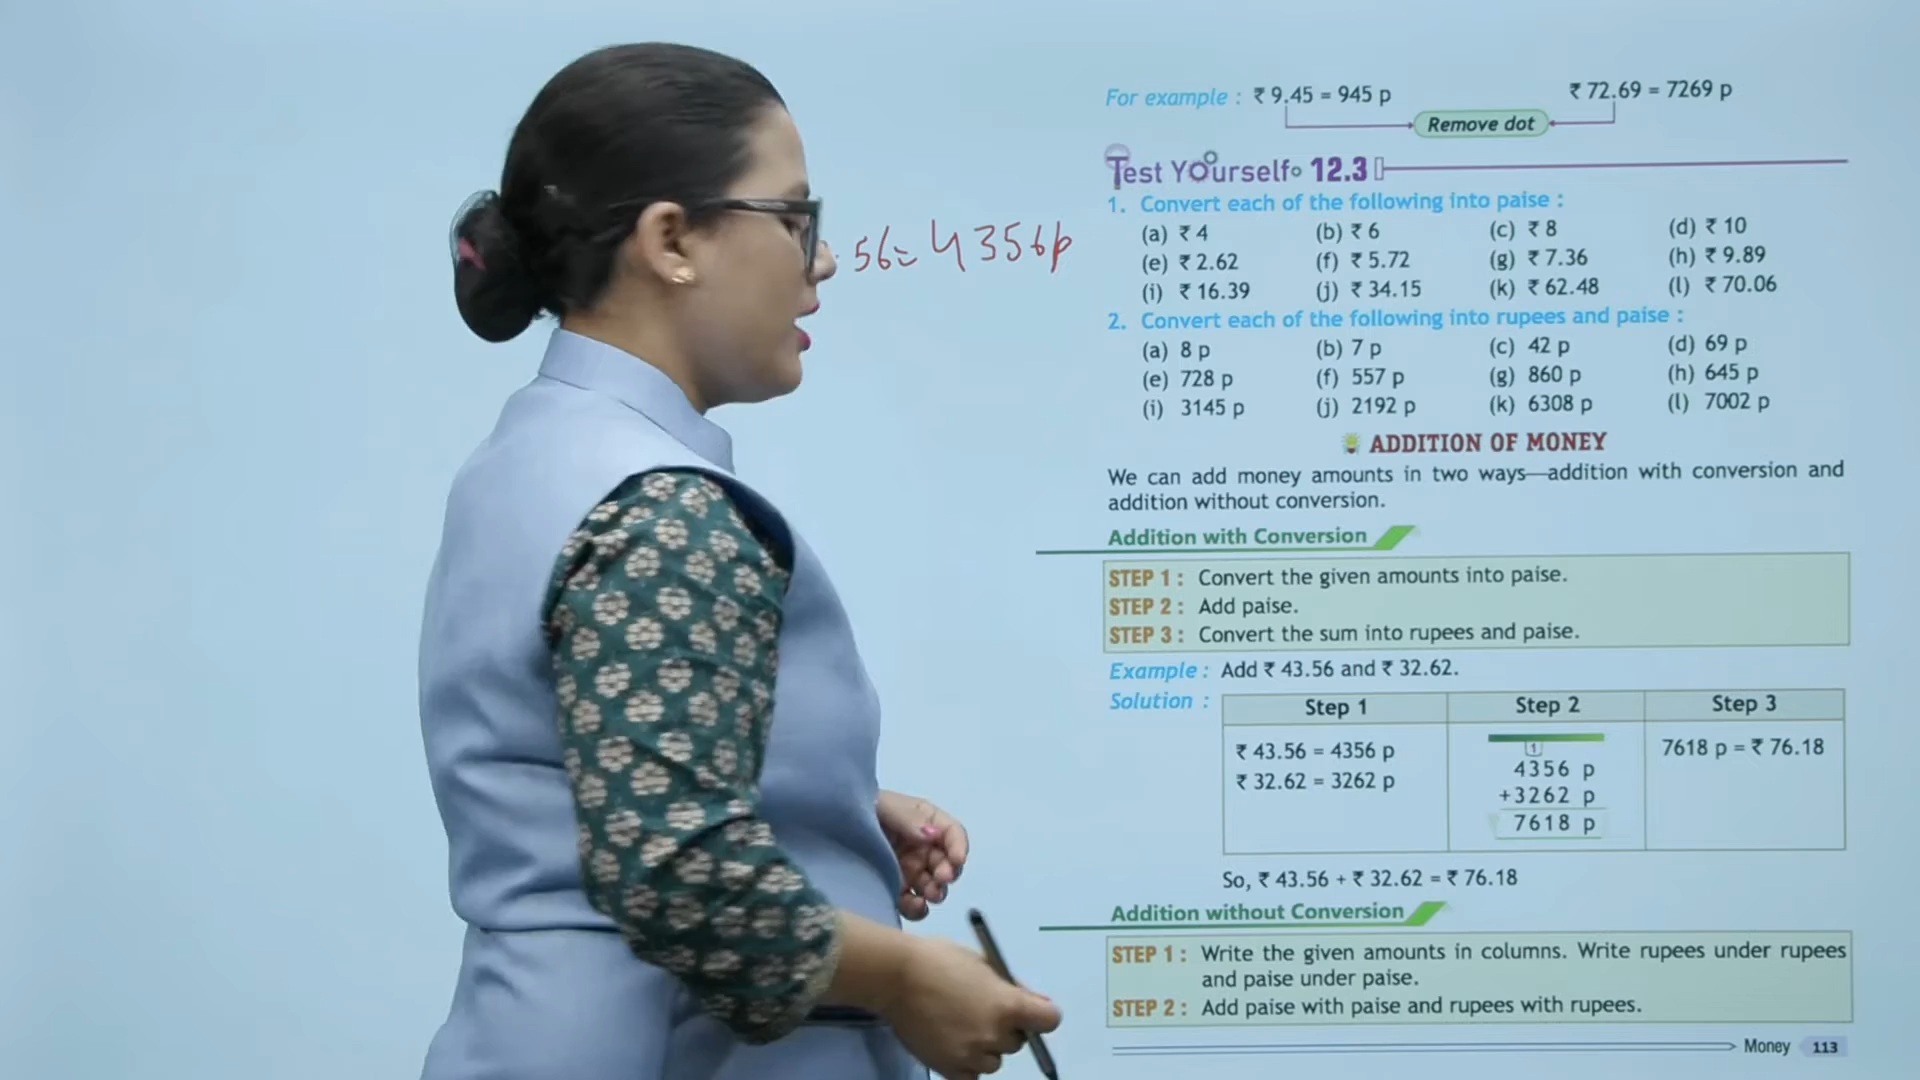 For example : ₹ 9.45 = 945 p ₹ 72.69 = 7269 p
Remove dot
Test Yourself 12.3
1. Convert each of the following into paise :
(a) ₹ 4 (b) ₹ 6 (c) ₹ 8 (d) ₹ 10
(e) ₹ 2.62 (f) ₹ 5.72 (g) ₹ 7.36 (h) ₹ 9.89
(i) ₹ 16.39 (j) ₹ 34.15 (k) ₹ 62.48 (l) ₹ 70.06
2. Convert each of the following into rupees and paise :
(a) 8 p (b) 7 p (c) 42 p (d) 69 p
(e) 728 p (f) 557 p (g) 860 p (h) 645 p
(i) 3145 p (j) 2192 p (k) 6308 p (l) 7002 p
. 56 = 4356p
ADDITION OF MONEY
We can add money amounts in two ways—addition with conversion and
addition without conversion.
Addition with Conversion
STEP 1 : Convert the given amounts into paise.
STEP 2 : Add paise.
STEP 3 : Convert the sum into rupees and paise.
Example : Add ₹ 43.56 and ₹ 32.62.
Solution :
Step 1 Step 2 Step 3
₹ 43.56 = 4356 p
₹ 32.62 = 3262 p
1
4356 p
+3262 p
7618 p
7618 p = ₹ 76.18
So, ₹ 43.56 + ₹ 32.62 = ₹ 76.18
Addition without Conversion
STEP 1 : Write the given amounts in columns. Write rupees under rupees
and paise under paise.
STEP 2 : Add paise with paise and rupees with rupees.
Money 113